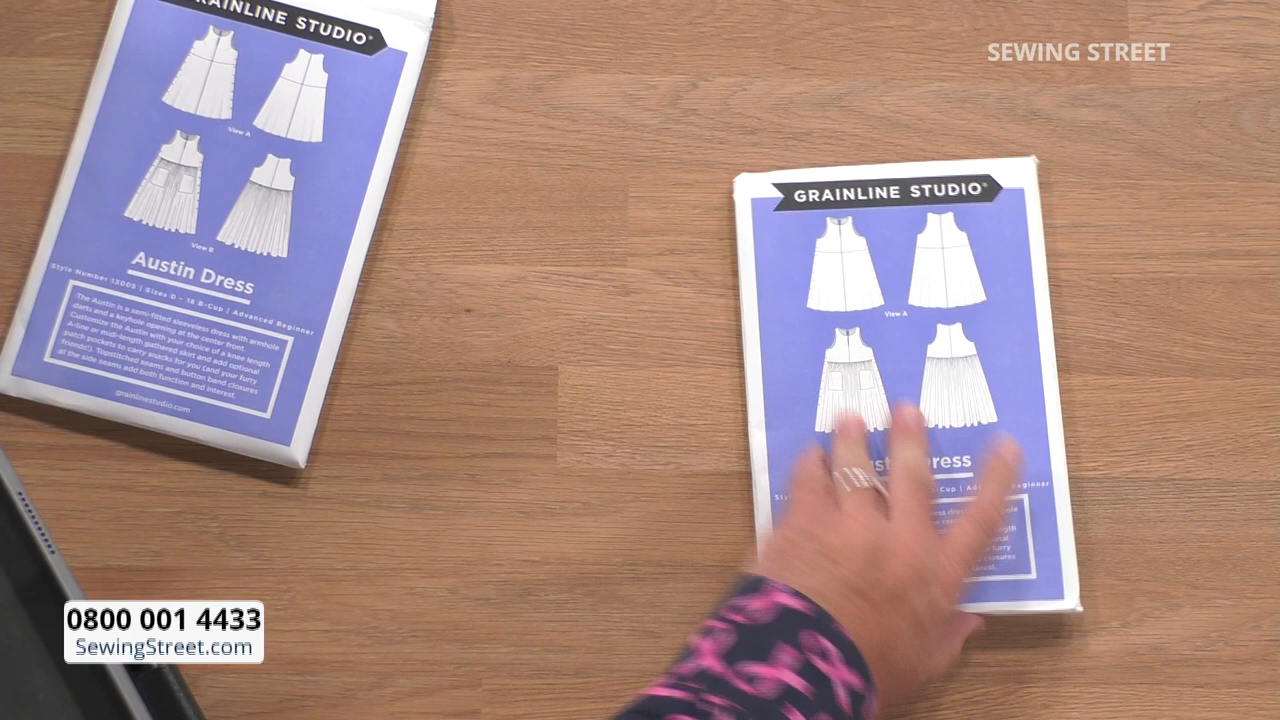 GRAINLINE STUDIO
View A
View B
Austin Dress
Style Number 13005 | Sizes 0 - 18 B-Cup | Advanced Beginner
The Austin is a semi-fitted sleeveless dress with armhole
darts and a keyhole opening at the center front.
Customize the Austin with your choice of a knee length
A-line or midi-length gathered skirt and add optional
patch pockets to carry snacks for you (and your furry
friends!). Topstitched seams and button band closures
at the side seams add both function and interest.
grainlinestudio.com
SEWING STREET
GRAINLINE STUDIO®
View A
Dress
-Cup |
0800 001 4433
SewingStreet.com